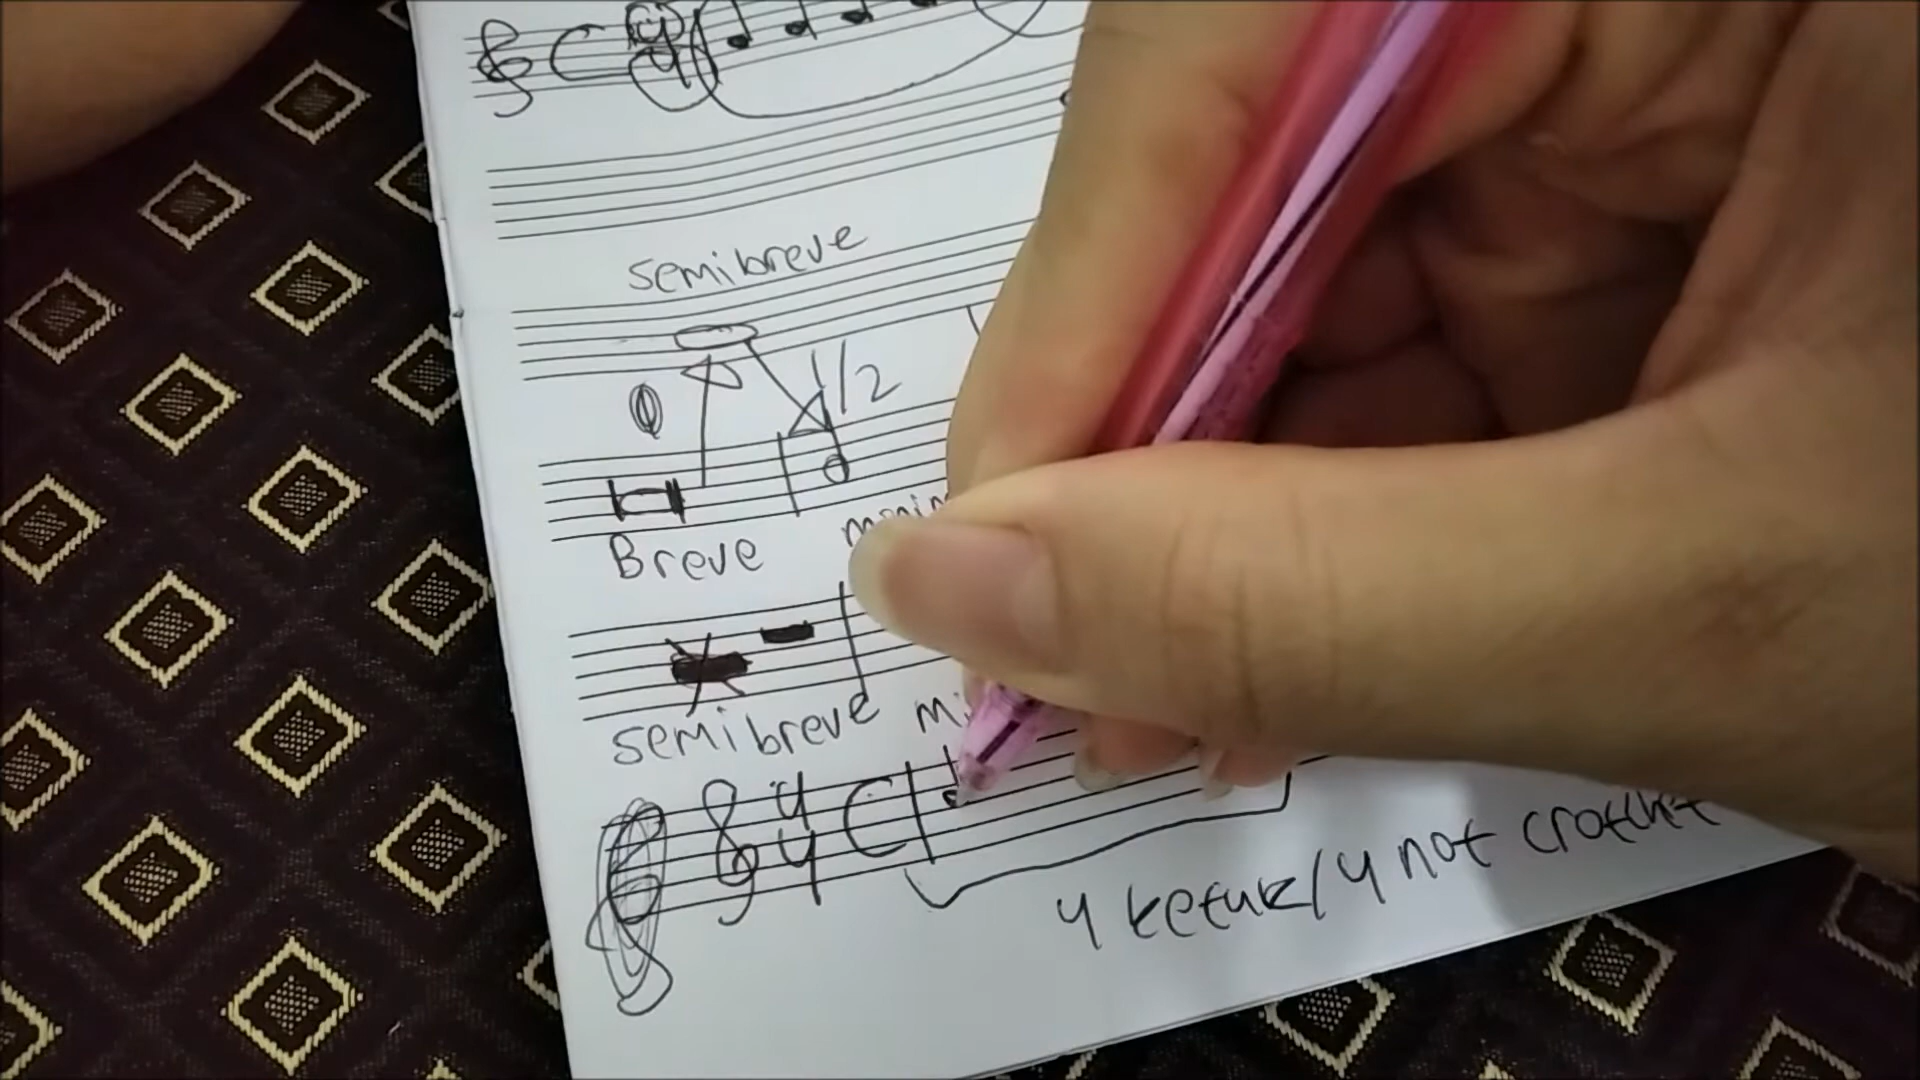 semibreve
1/2
Breve
semibreve
4
4
4 ketuk/4 not crotchet